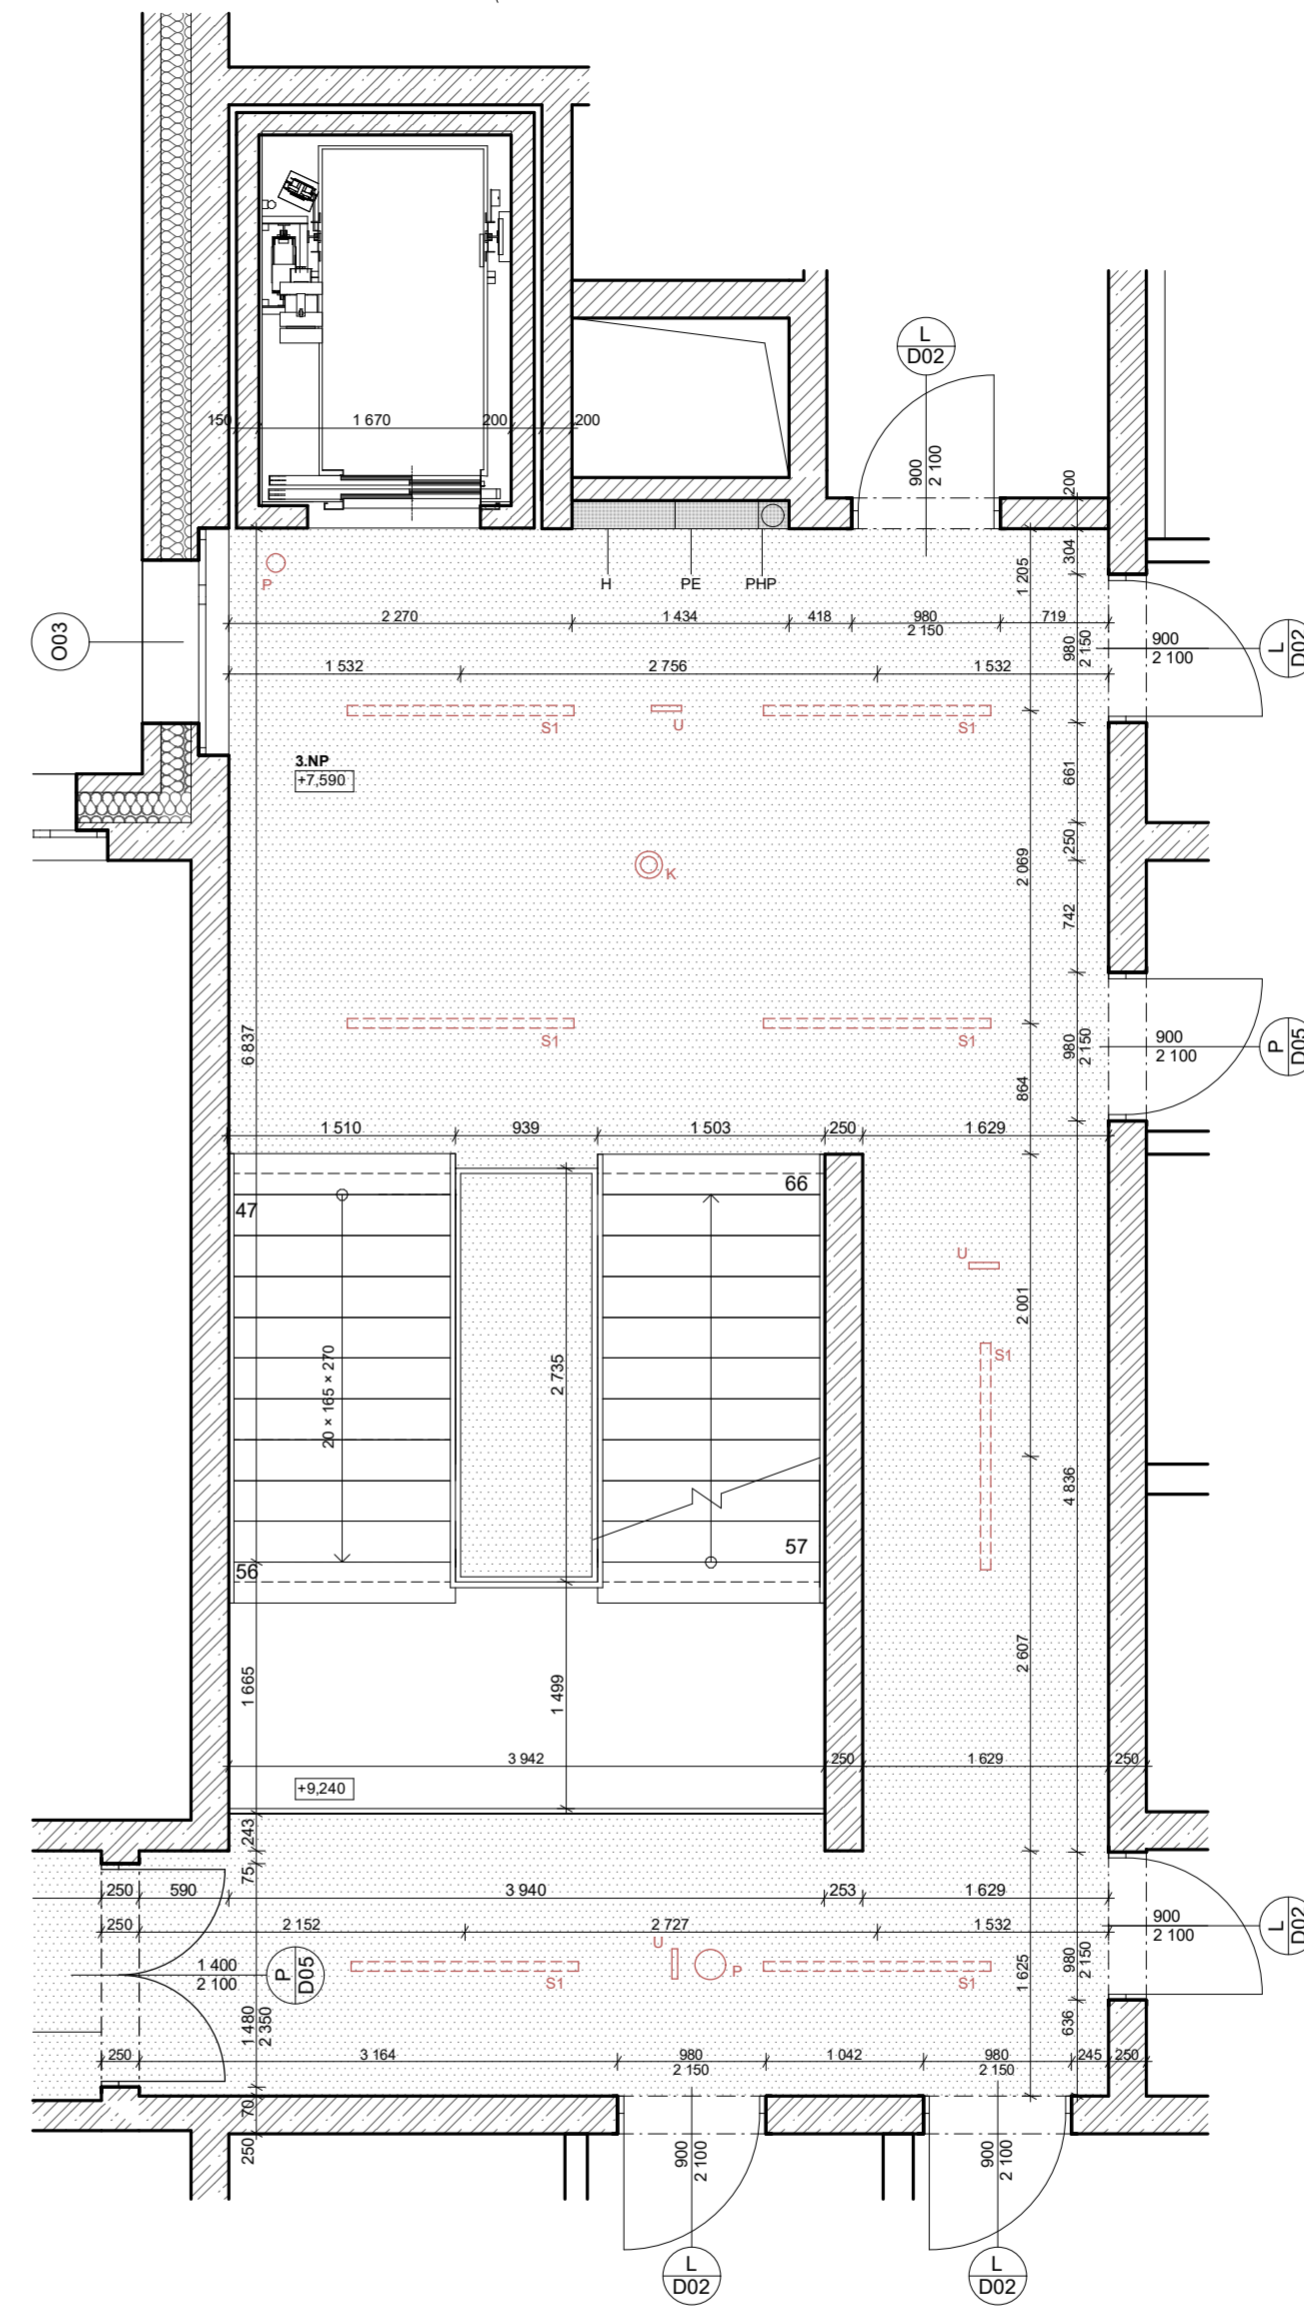 L
D02
150
1 670
200
200
900
2 100
200
304
1 205
P
H
PE
PHP
2 270
1 434
418
980
2 150
719
O03
980
2 150
900
2 100
L
D02
1 532
2 756
1 532
S1
U
S1
3.NP
+7,590
661
250
2 069
K
742
6 837
S1
S1
980
2 150
900
2 100
P
D05
864
1 510
939
1 503
250
1 629
47
66
U
2 001
S1
20 × 165 × 270
2 735
4 836
56
57
1 665
1 499
2 607
3 942
250
1 629
250
+9,240
243
75
250
590
3 940
253
1 629
250
2 152
2 727
1 532
900
2 100
L
D02
1 400
2 100
P
D05
U
P
S1
S1
1 625
980
2 150
1 480
2 350
636
250
3 164
980
2 150
1 042
980
2 150
245
250
70
250
900
2 100
900
2 100
L
D02
L
D02